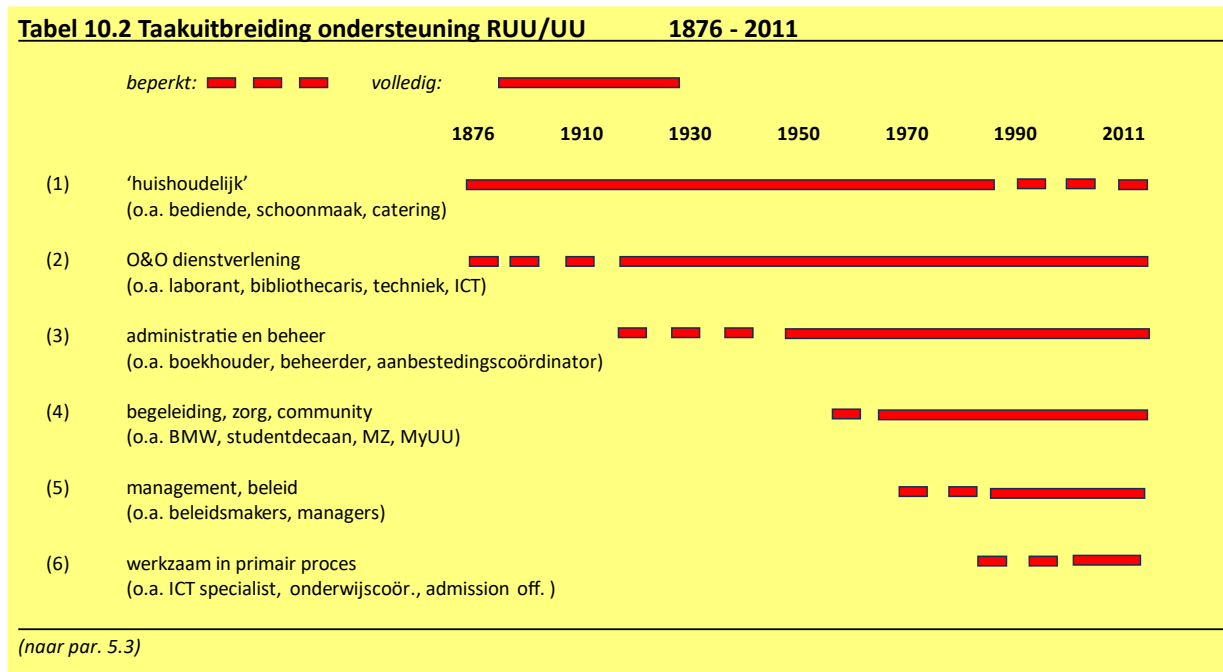 Tabel 10.2 Taakuitbreiding ondersteuning RUU/UU 1876 - 2011
beperkt: volledig:
1876 1910 1930 1950 1970 1990 2011
(1) ‘huishoudelijk’
(o.a. bediende, schoonmaak, catering)
(2) O&O dienstverlening
(o.a. laborant, bibliothecaris, techniek, ICT)
(3) administratie en beheer
(o.a. boekhouder, beheerder, aanbestedingscoördinator)
(4) begeleiding, zorg, community
(o.a. BMW, studentdecaan, MZ, MyUU)
(5) management, beleid
(o.a. beleidsmakers, managers)
(6) werkzaam in primair proces
(o.a. ICT specialist, onderwijscoör., admission off. )
(naar par. 5.3)